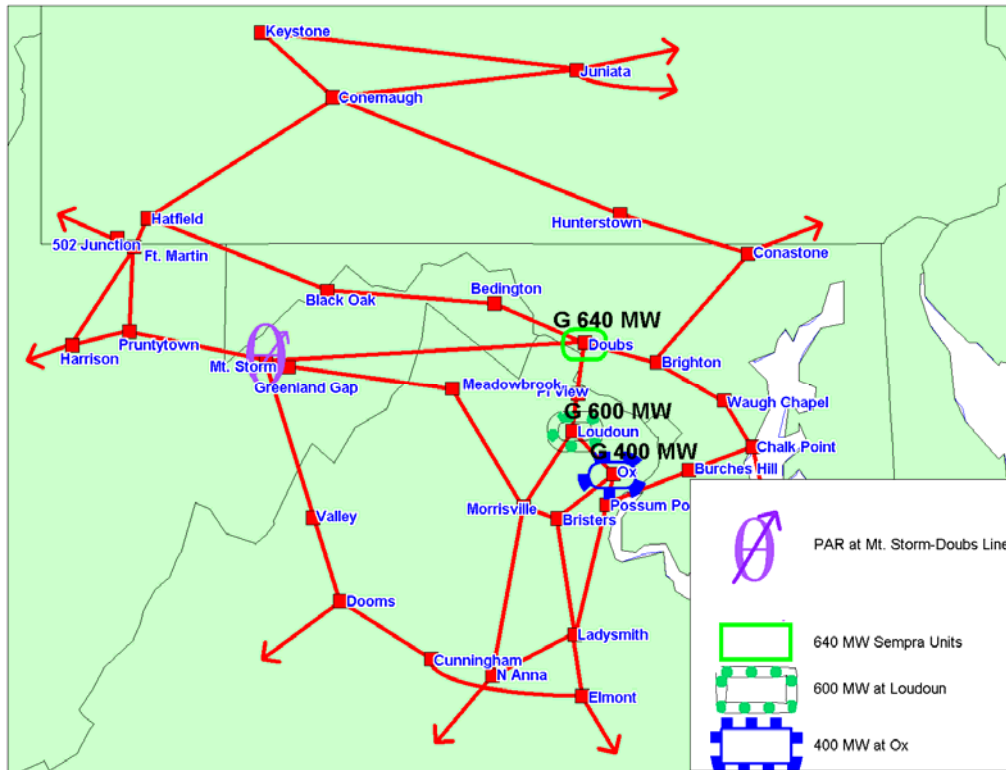 Keystone
Juniata
Conemaugh
Hatfield
Hunterstown
502 Junction
Ft. Martin
Conastone
Bedington
Black Oak
G 640 MW
Doubs
Pruntytown
Harrison
Brighton
Mt. Storm
Greenland Gap
Meadowbrook
View
Waugh Chapel
G 600 MW
Loudoun
Chalk Point
G 400 MW
Ox
Burches Hill
Morrisville
Possum Po
Bristers
Valley
Dooms
Ladysmith
Cunningham
N Anna
Elmont
θ
PAR at Mt. Storm-Doubs Line
640 MW Sempra Units
600 MW at Loudoun
400 MW at Ox